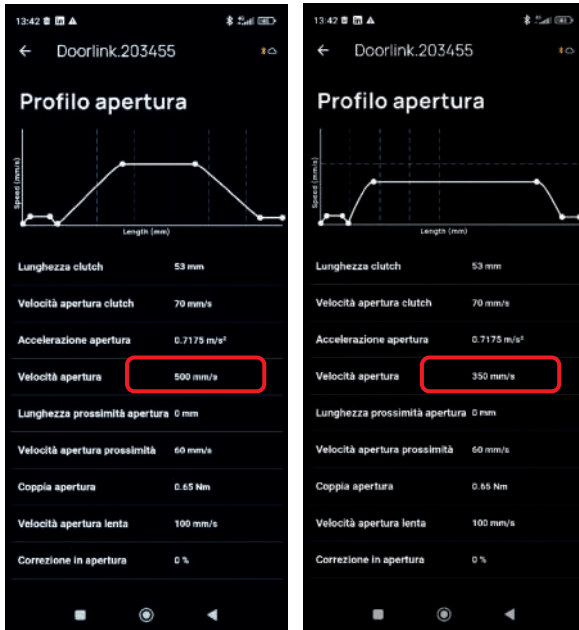 13:42
Doorlink.203455
Profilo apertura
Speed (mm/s)
Length (mm)
Lunghezza clutch 53 mm
Velocità apertura clutch 70 mm/s
Accelerazione apertura 0.7175 m/s²
Velocità apertura 500 mm/s
Lunghezza prossimità apertura 0 mm
Velocità apertura prossimità 60 mm/s
Coppia apertura 0.65 Nm
Velocità apertura lenta 100 mm/s
Correzione in apertura 0 %
13:42
Doorlink.203455
Profilo apertura
Speed (mm/s)
Length (mm)
Lunghezza clutch 53 mm
Velocità apertura clutch 70 mm/s
Accelerazione apertura 0.7175 m/s²
Velocità apertura 350 mm/s
Lunghezza prossimità apertura 0 mm
Velocità apertura prossimità 60 mm/s
Coppia apertura 0.65 Nm
Velocità apertura lenta 100 mm/s
Correzione in apertura 0 %